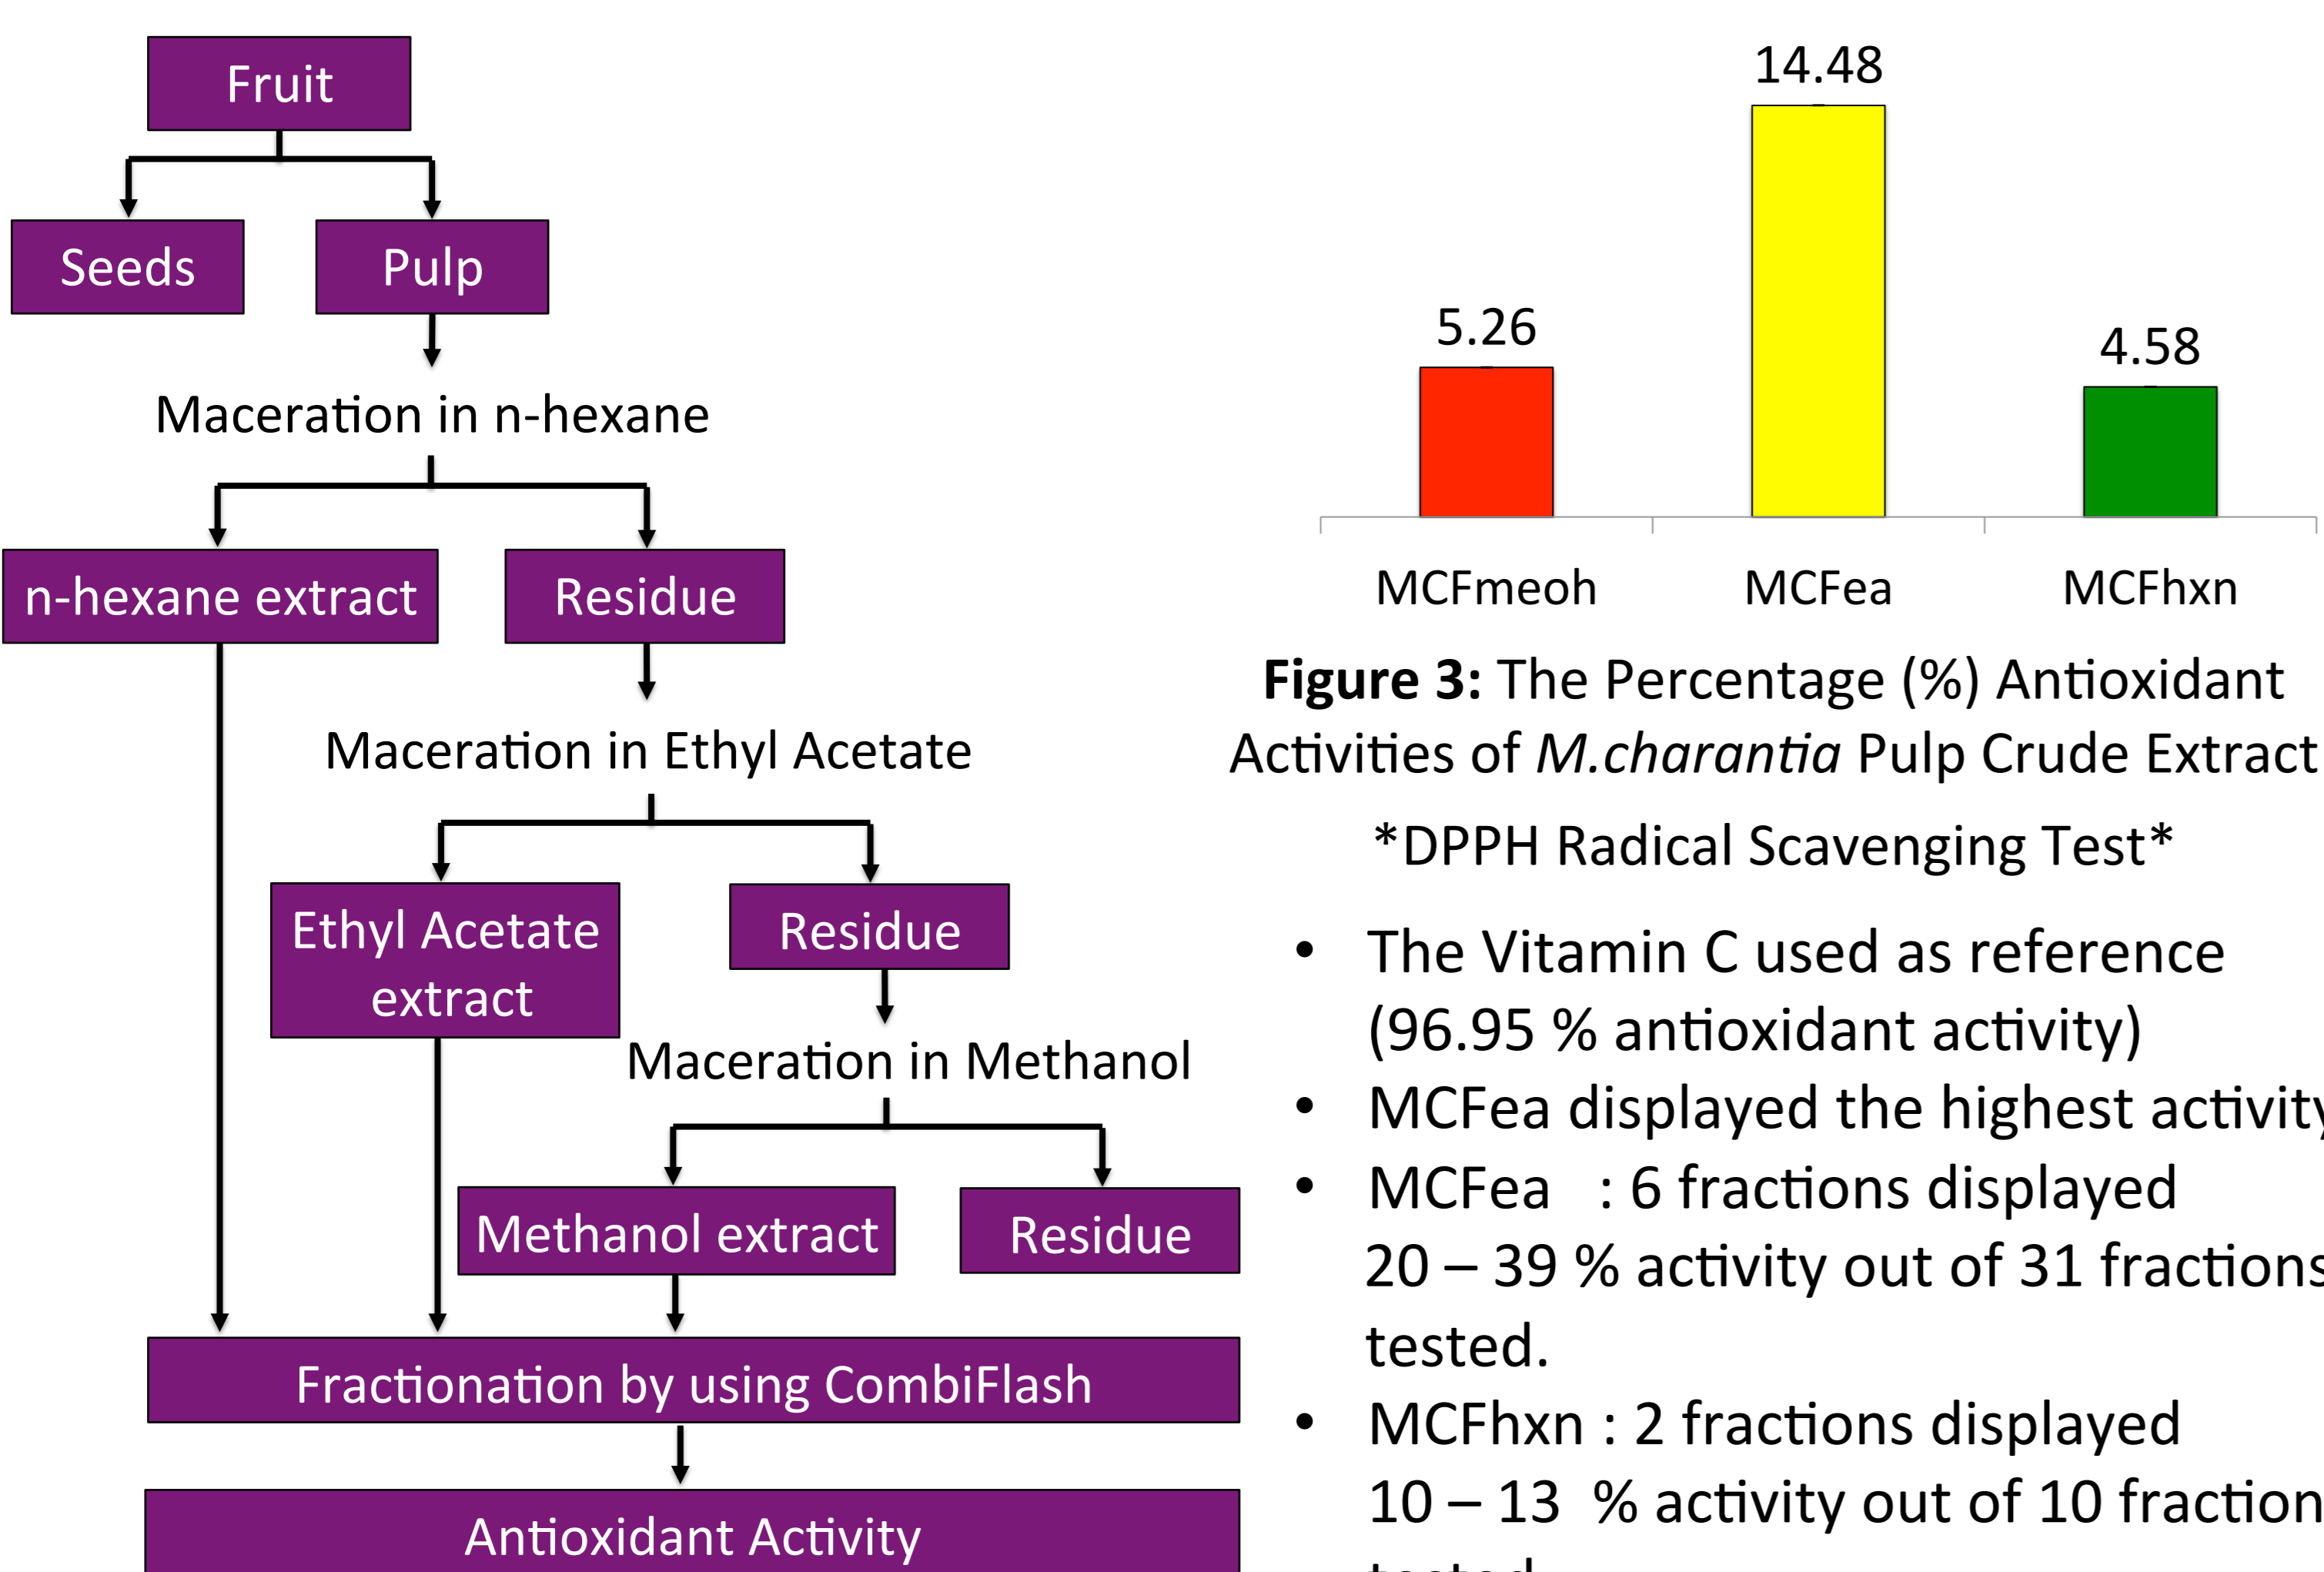 Fruit
Seeds
Pulp
Maceration in n-hexane
n-hexane extract
Residue
Maceration in Ethyl Acetate
Ethyl Acetate
extract
Residue
Maceration in Methanol
Methanol extract
Residue
Fractionation by using CombiFlash
Antioxidant Activity
14.48
5.26
4.58
MCFmeoh
MCFea
MCFhxn
Figure 3: The Percentage (%) Antioxidant
Activities of M.charantia Pulp Crude Extract
*DPPH Radical Scavenging Test*
• The Vitamin C used as reference
(96.95 % antioxidant activity)
• MCFea displayed the highest activity
• MCFea : 6 fractions displayed
20 – 39 % activity out of 31 fractions
tested.
• MCFhxn : 2 fractions displayed
10 – 13 % activity out of 10 fraction
tested